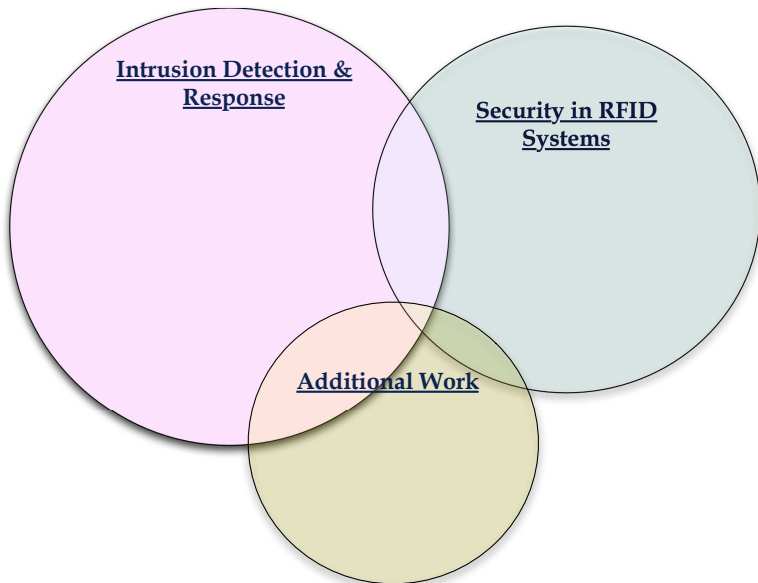 Intrusion Detection &
Response
Security in RFID
Systems
Additional Work